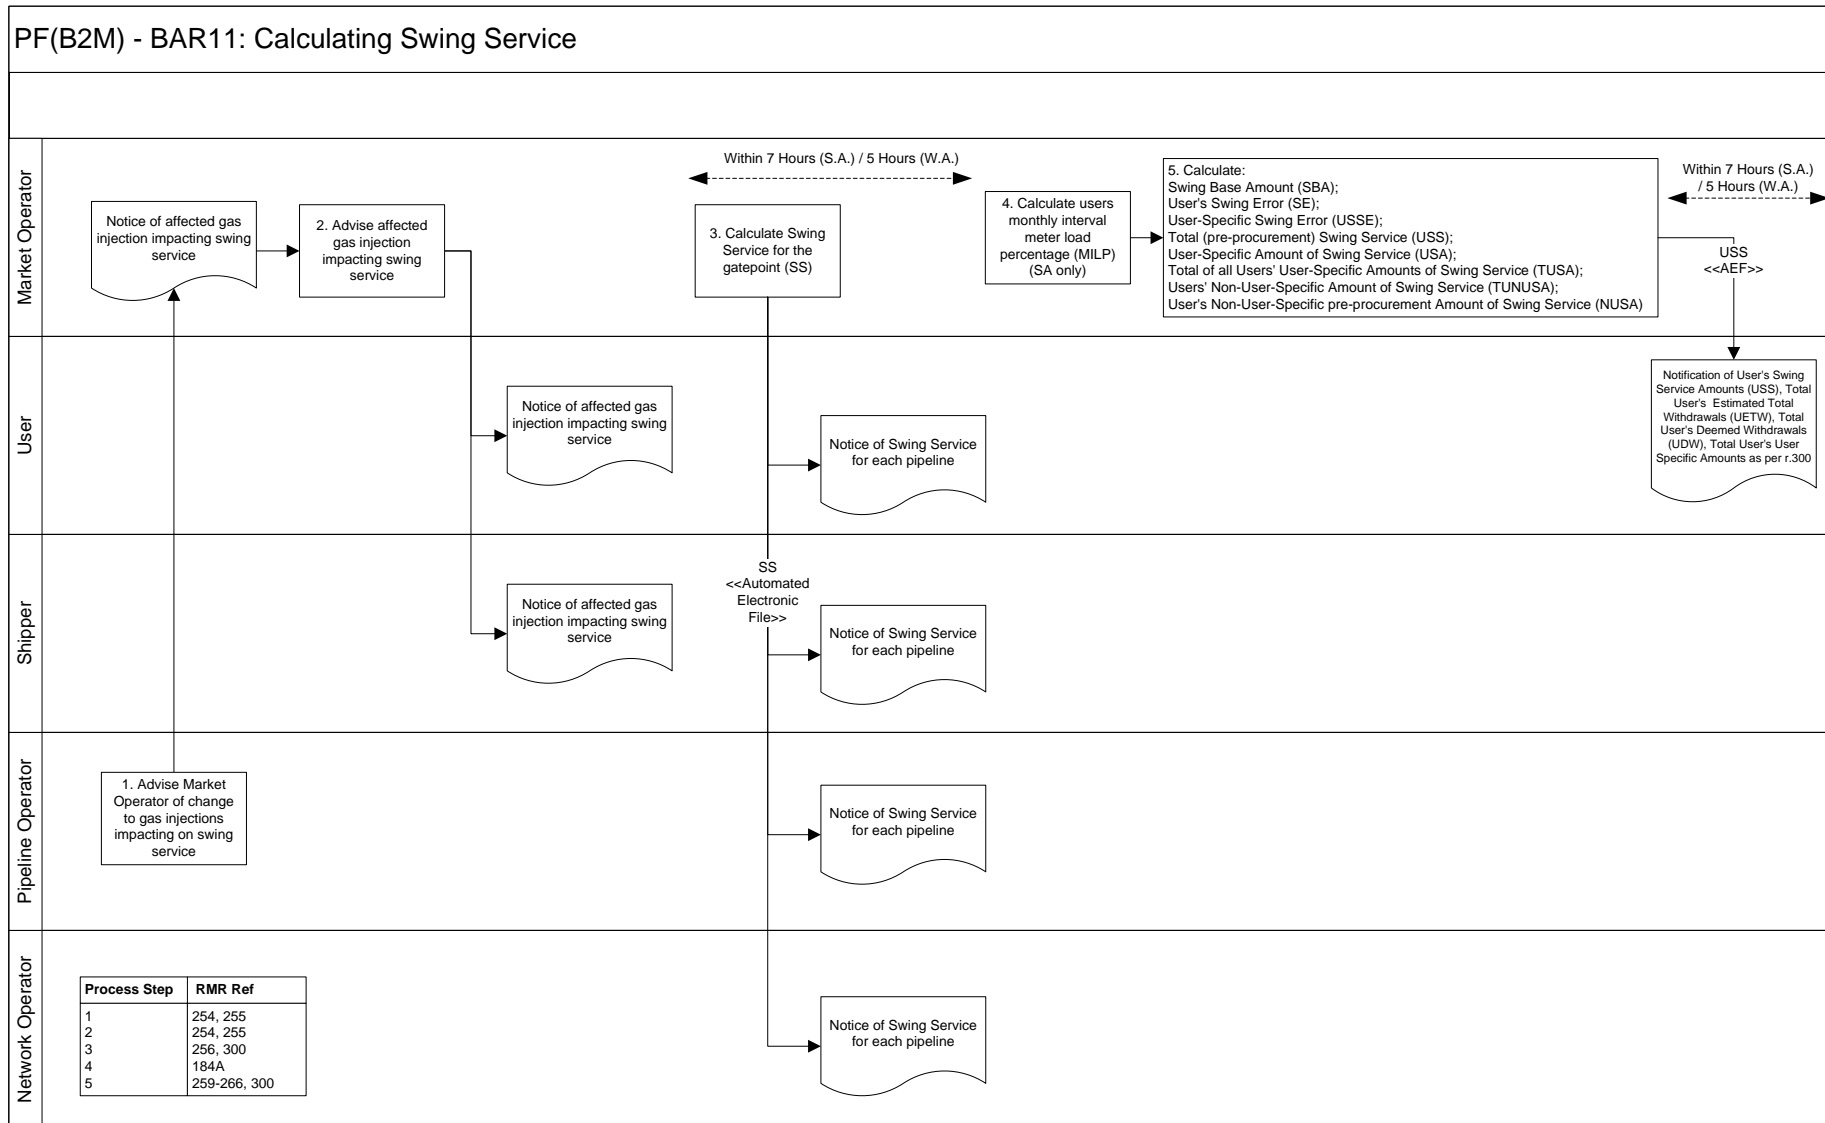 PF(B2M) - BAR11: Calculating Swing Service
Market Operator
Notice of affected gas
injection impacting swing
service
2. Advise affected
gas injection
impacting swing
service
Within 7 Hours (S.A.) / 5 Hours (W.A.)
3. Calculate Swing
Service for the
gatepoint (SS)
4. Calculate users
monthly interval
meter load
percentage (MILP)
(SA only)
5. Calculate:
Swing Base Amount (SBA);
User's Swing Error (SE);
User-Specific Swing Error (USSE);
Total (pre-procurement) Swing Service (USS);
User-Specific Amount of Swing Service (USA);
Total of all Users' User-Specific Amounts of Swing Service (TUSA);
Users' Non-User-Specific Amount of Swing Service (TUNUSA);
User's Non-User-Specific pre-procurement Amount of Swing Service (NUSA)
Within 7 Hours (S.A.)
/ 5 Hours (W.A.)
USS
<<AEF>>
User
Notice of affected gas
injection impacting swing
service
Notice of Swing Service
for each pipeline
Notification of User's Swing
Service Amounts (USS), Total
User's Estimated Total
Withdrawals (UETW), Total
User's Deemed Withdrawals
(UDW), Total User's User
Specific Amounts as per r.300
Shipper
Notice of affected gas
injection impacting swing
service
SS
<<Automated
Electronic
File>>
Notice of Swing Service
for each pipeline
Pipeline Operator
1. Advise Market
Operator of change
to gas injections
impacting on swing
service
Notice of Swing Service
for each pipeline
Network Operator
Process Step RMR Ref
1 254, 255
2 254, 255
3 256, 300
4 184A
5 259-266, 300
Notice of Swing Service
for each pipeline